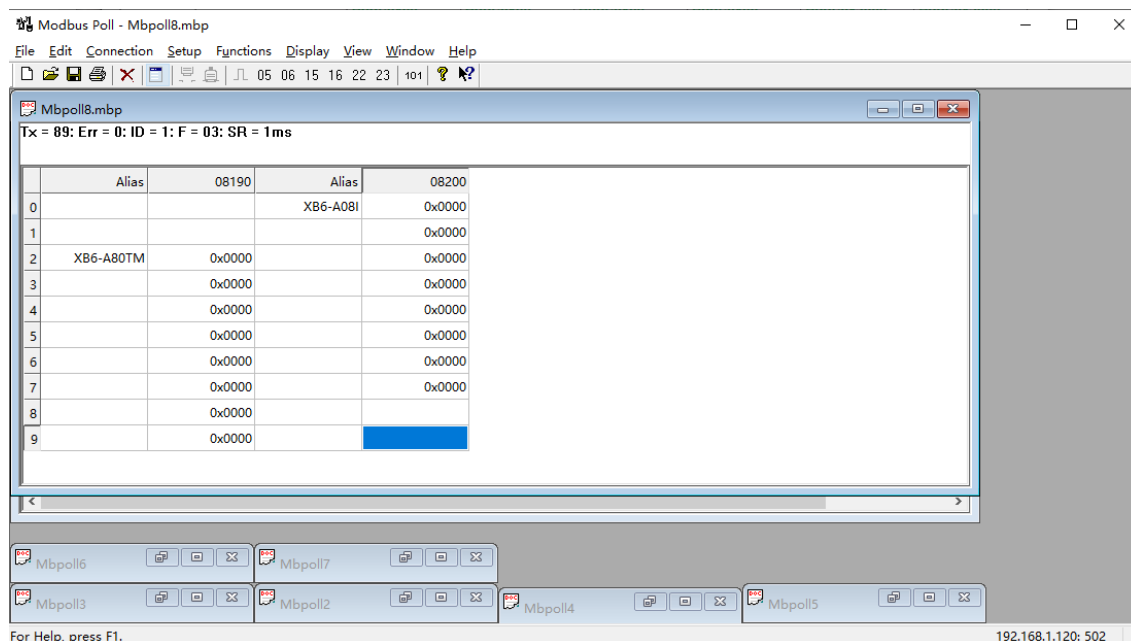 Modbus Poll - Mbpoll8.mbp
File Edit Connection Setup Functions Display View Window Help
05 06 15 16 22 23 101
Mbpoll8.mbp
Tx = 89: Err = 0: ID = 1: F = 03: SR = 1ms
Alias 08190 Alias 08200
0 XB6-A08I 0x0000
1 0x0000
2 XB6-A80TM 0x0000 0x0000
3 0x0000 0x0000
4 0x0000 0x0000
5 0x0000 0x0000
6 0x0000 0x0000
7 0x0000 0x0000
8 0x0000
9 0x0000
Mbpoll6 Mbpoll7
Mbpoll3 Mbpoll2 Mbpoll4 Mbpoll5
For Help, press F1. 192.168.1.120: 502